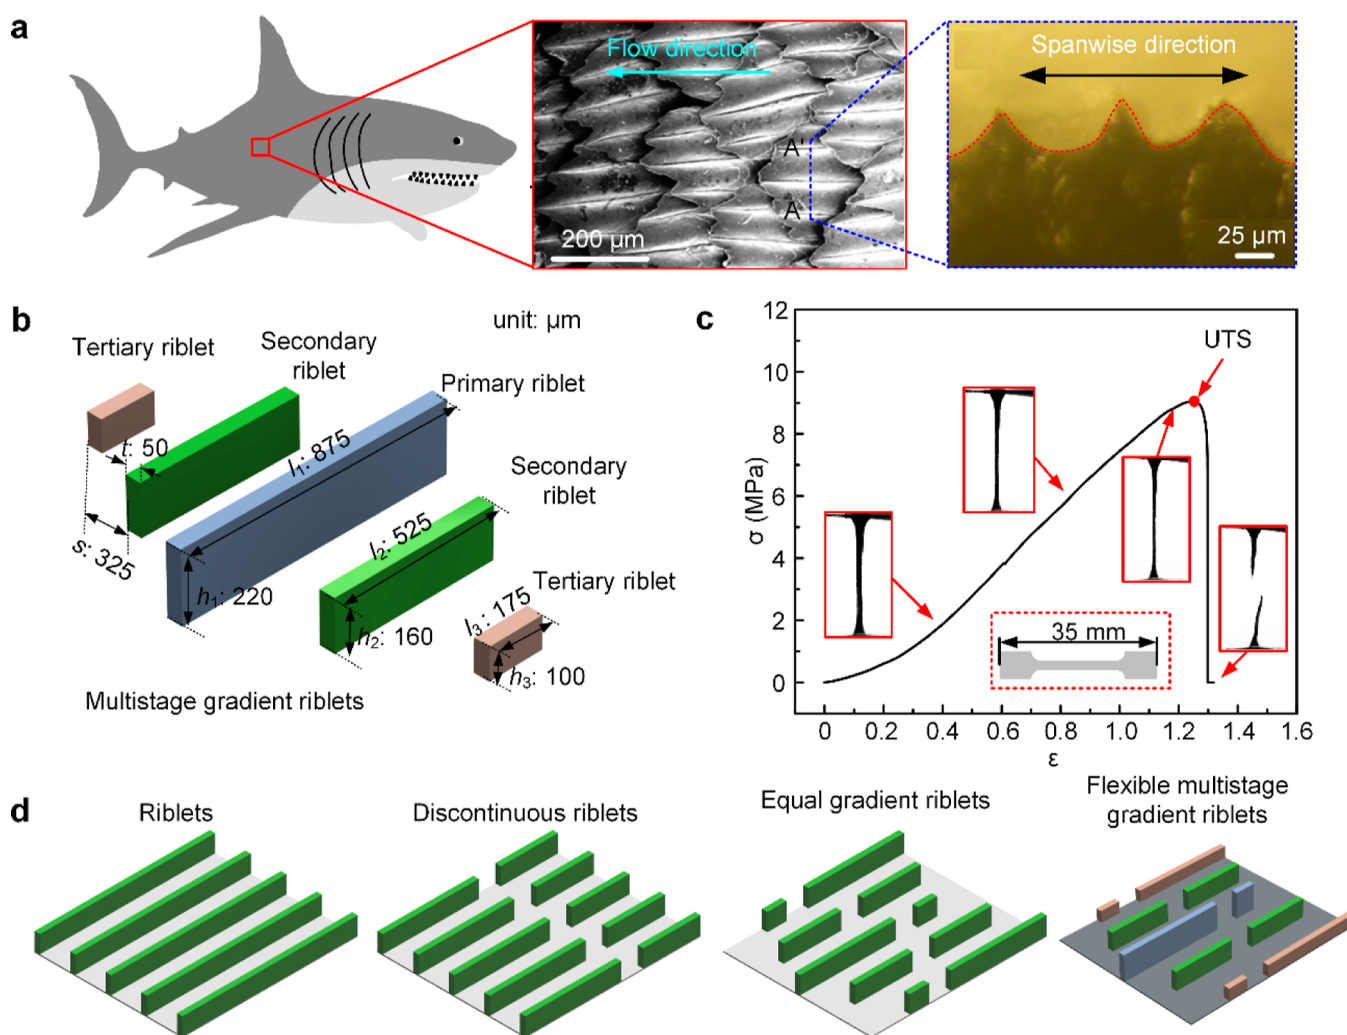 a
Flow direction
A'
A
200 μm
Spanwise direction
25 μm
b
unit: μm
Tertiary riblet
Secondary
riblet
Primary riblet
t: 50
l1: 875
s: 325
h1: 220
Secondary
riblet
l2: 525
h2: 160
Tertiary riblet
l3: 175
h3: 100
Multistage gradient riblets
c
12
10
8
6
4
2
0
σ (MPa)
UTS
35 mm
0
0.2
0.4
0.6
0.8
1.0
1.2
1.4
1.6
ε
d
Riblets
Discontinuous riblets
Equal gradient riblets
Flexible multistage
gradient riblets